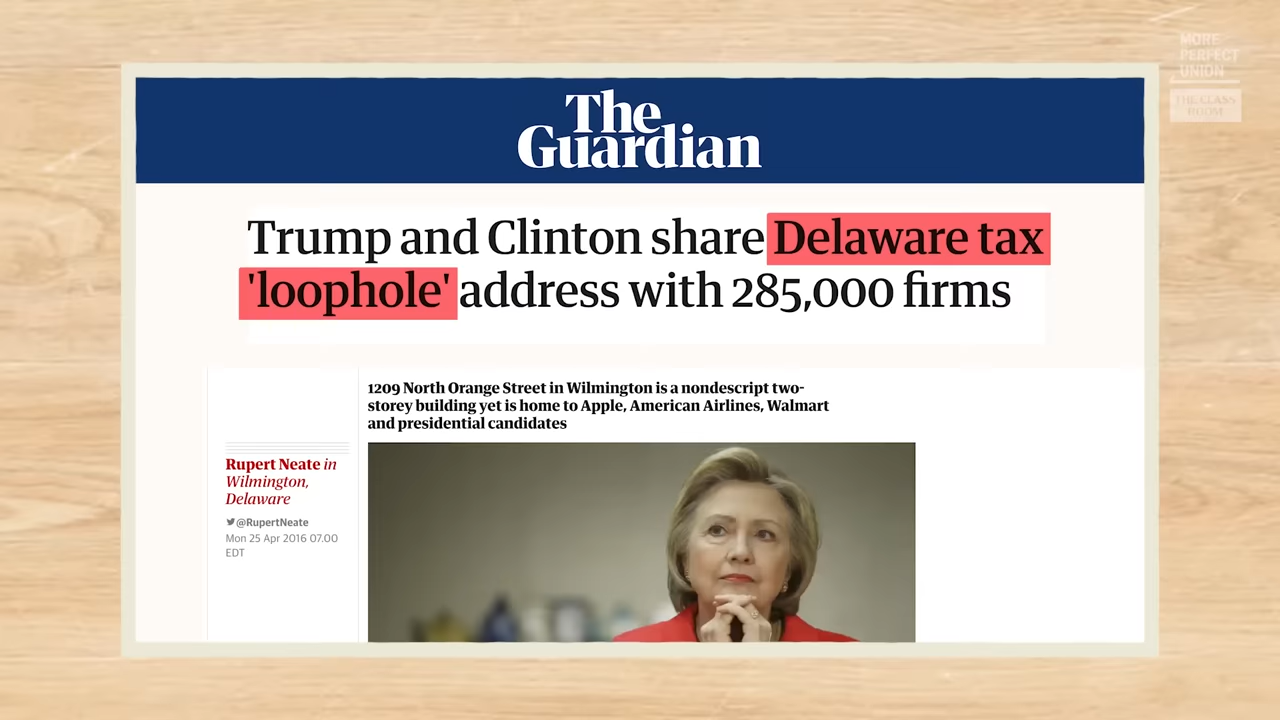 MORE
PERFECT
UNION
THE CLASS
ROOM
The
Guardian
Trump and Clinton share Delaware tax
'loophole' address with 285,000 firms
1209 North Orange Street in Wilmington is a nondescript two-
storey building yet is home to Apple, American Airlines, Walmart
and presidential candidates
Rupert Neate in
Wilmington,
Delaware
@RupertNeate
Mon 25 Apr 2016 07.00
EDT